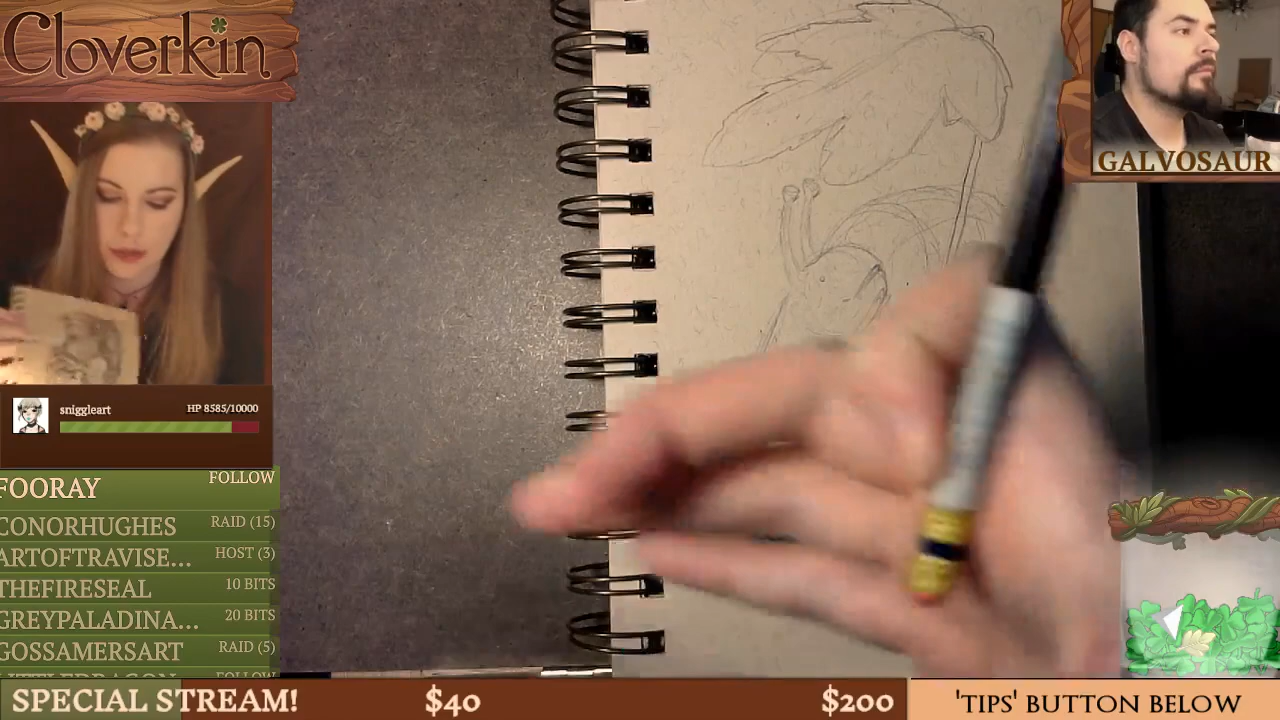 Cloverkin
GALVOSAUR
sniggleart
HP 8585/10000
FOORAY FOLLOW
CONORHUGHES RAID (15)
ARTOFTRAVISE... HOST (3)
THEFIRESEAL 10 BITS
GREYPALADINA... 20 BITS
GOSSAMERSART RAID (5)
SPECIAL STREAM! $40 $200 'TIPS' BUTTON BELOW